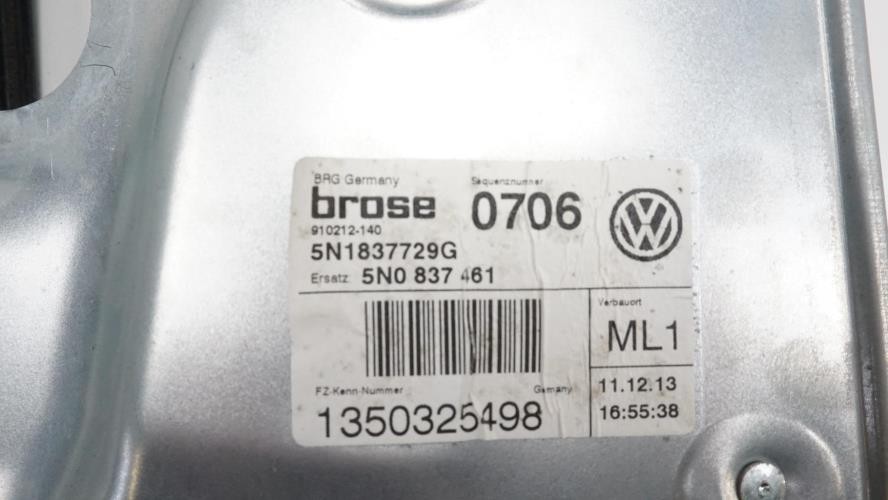 BRG Germany
Sequenznummer
brose
0706
910212-140
5N1837729G
Ersatz: 5N0 837 461
Verbauort
ML1
FZ-Kenn-Nummer
Germany
1350325498
11.12.13
16:55:38